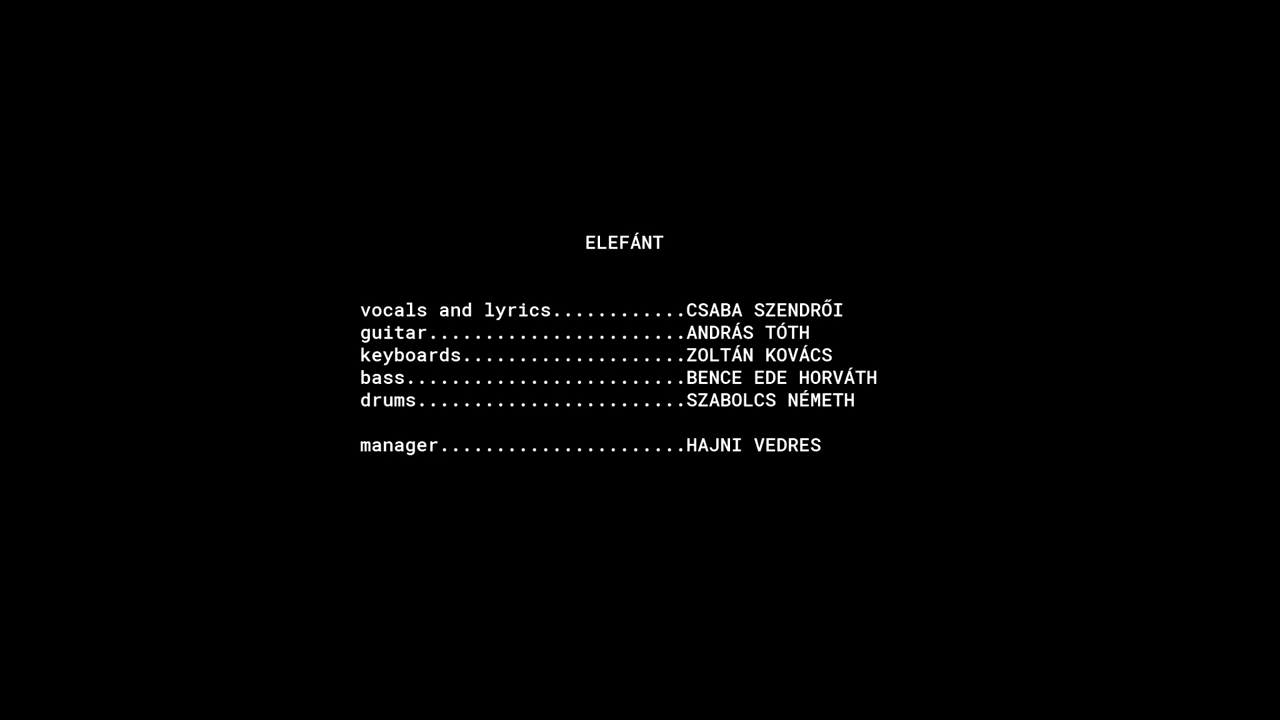 ELEFÁNT
vocals and lyrics............CSABA SZENDRŐI
guitar.......................ANDRÁS TÓTH
keyboards....................ZOLTÁN KOVÁCS
bass.........................BENCE EDE HORVÁTH
drums........................SZABOLCS NÉMETH
manager......................HAJNI VEDRES